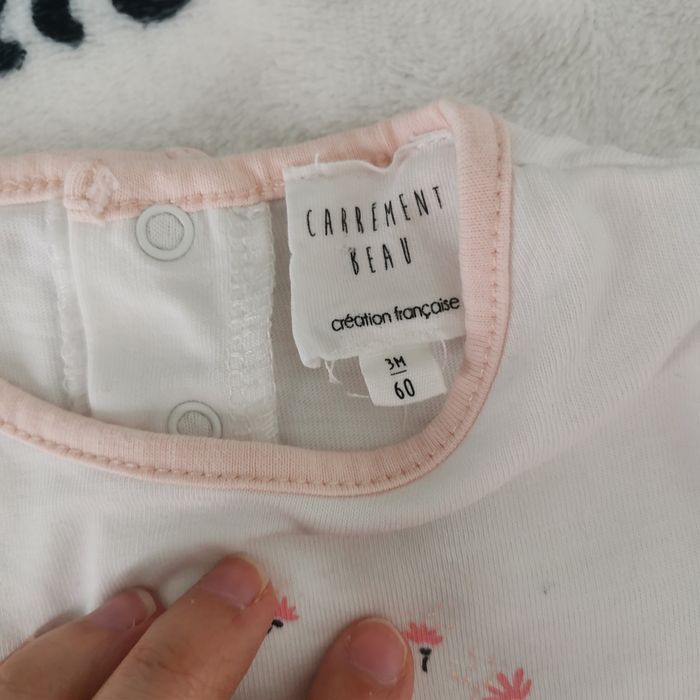 CARREMENT
BEAU
création française
3M
60